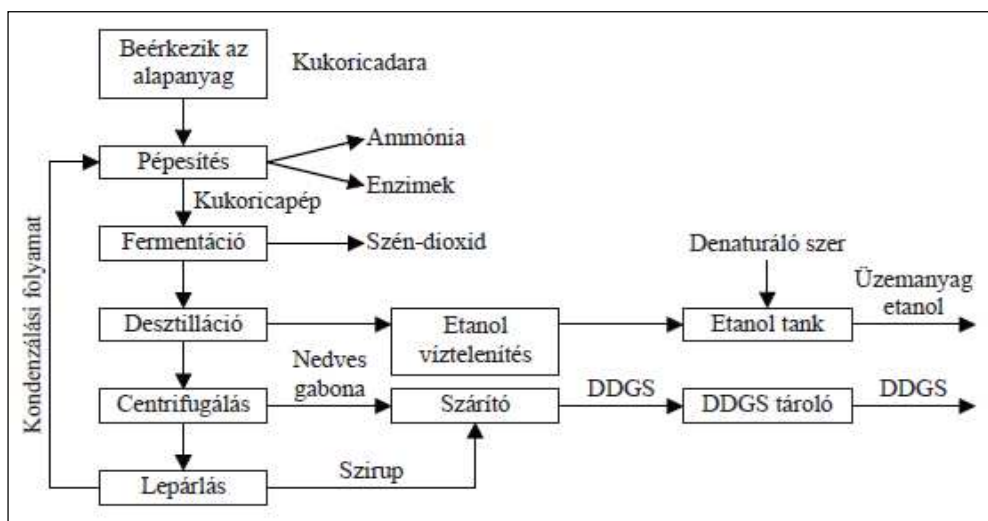 Beérkezik az
alapanyag
Kukoricadara
Ammónia
Pépesítés
Enzimek
Kukoricapép
Fermentáció
Szén-dioxid
Denaturáló szer
Kondenzálási folyamat
Üzemanyag
etanol
Desztilláció
Etanol
víztelenítés
Etanol tank
Nedves
gabona
Centrifugálás
Szárító
DDGS
DDGS tároló
DDGS
Lepárlás
Szirup